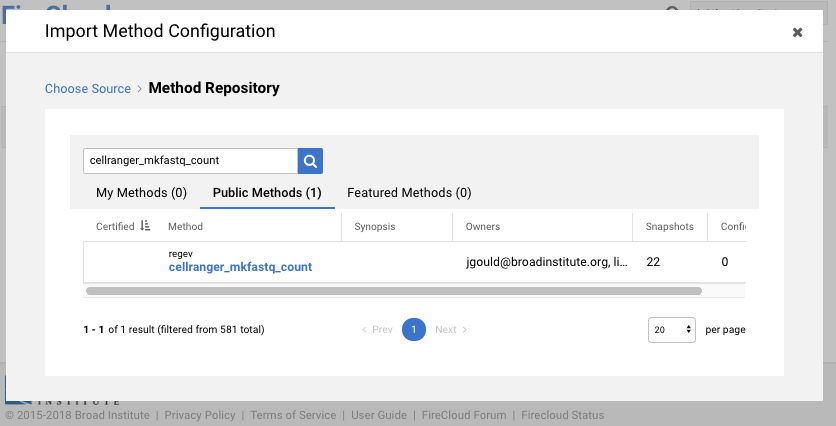 Import Method Configuration ×
Choose Source > Method Repository
cellranger_mkfastq_count
My Methods (0) Public Methods (1) Featured Methods (0)
Certified Method Synopsis Owners Snapshots Confi
regev
cellranger_mkfastq_count jgould@broadinstitute.org, li... 22 0
1 - 1 of 1 result (filtered from 581 total) < Prev 1 Next > 20 per page
INSTITUTE
© 2015-2018 Broad Institute | Privacy Policy | Terms of Service | User Guide | FireCloud Forum | Firecloud Status